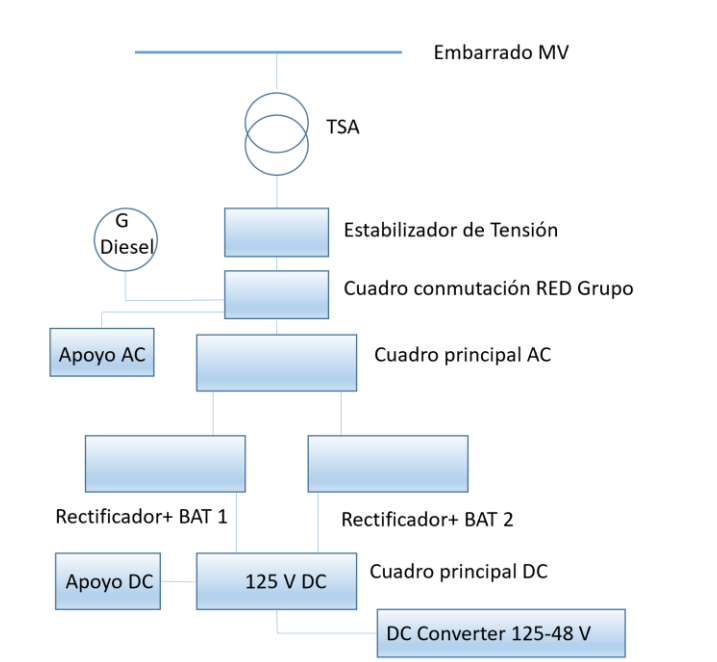 Embarrado MV
TSA
G
Diesel
Estabilizador de Tensión
Cuadro conmutación RED Grupo
Apoyo AC
Cuadro principal AC
Rectificador+ BAT 1
Rectificador+ BAT 2
Apoyo DC
125 V DC
Cuadro principal DC
DC Converter 125-48 V